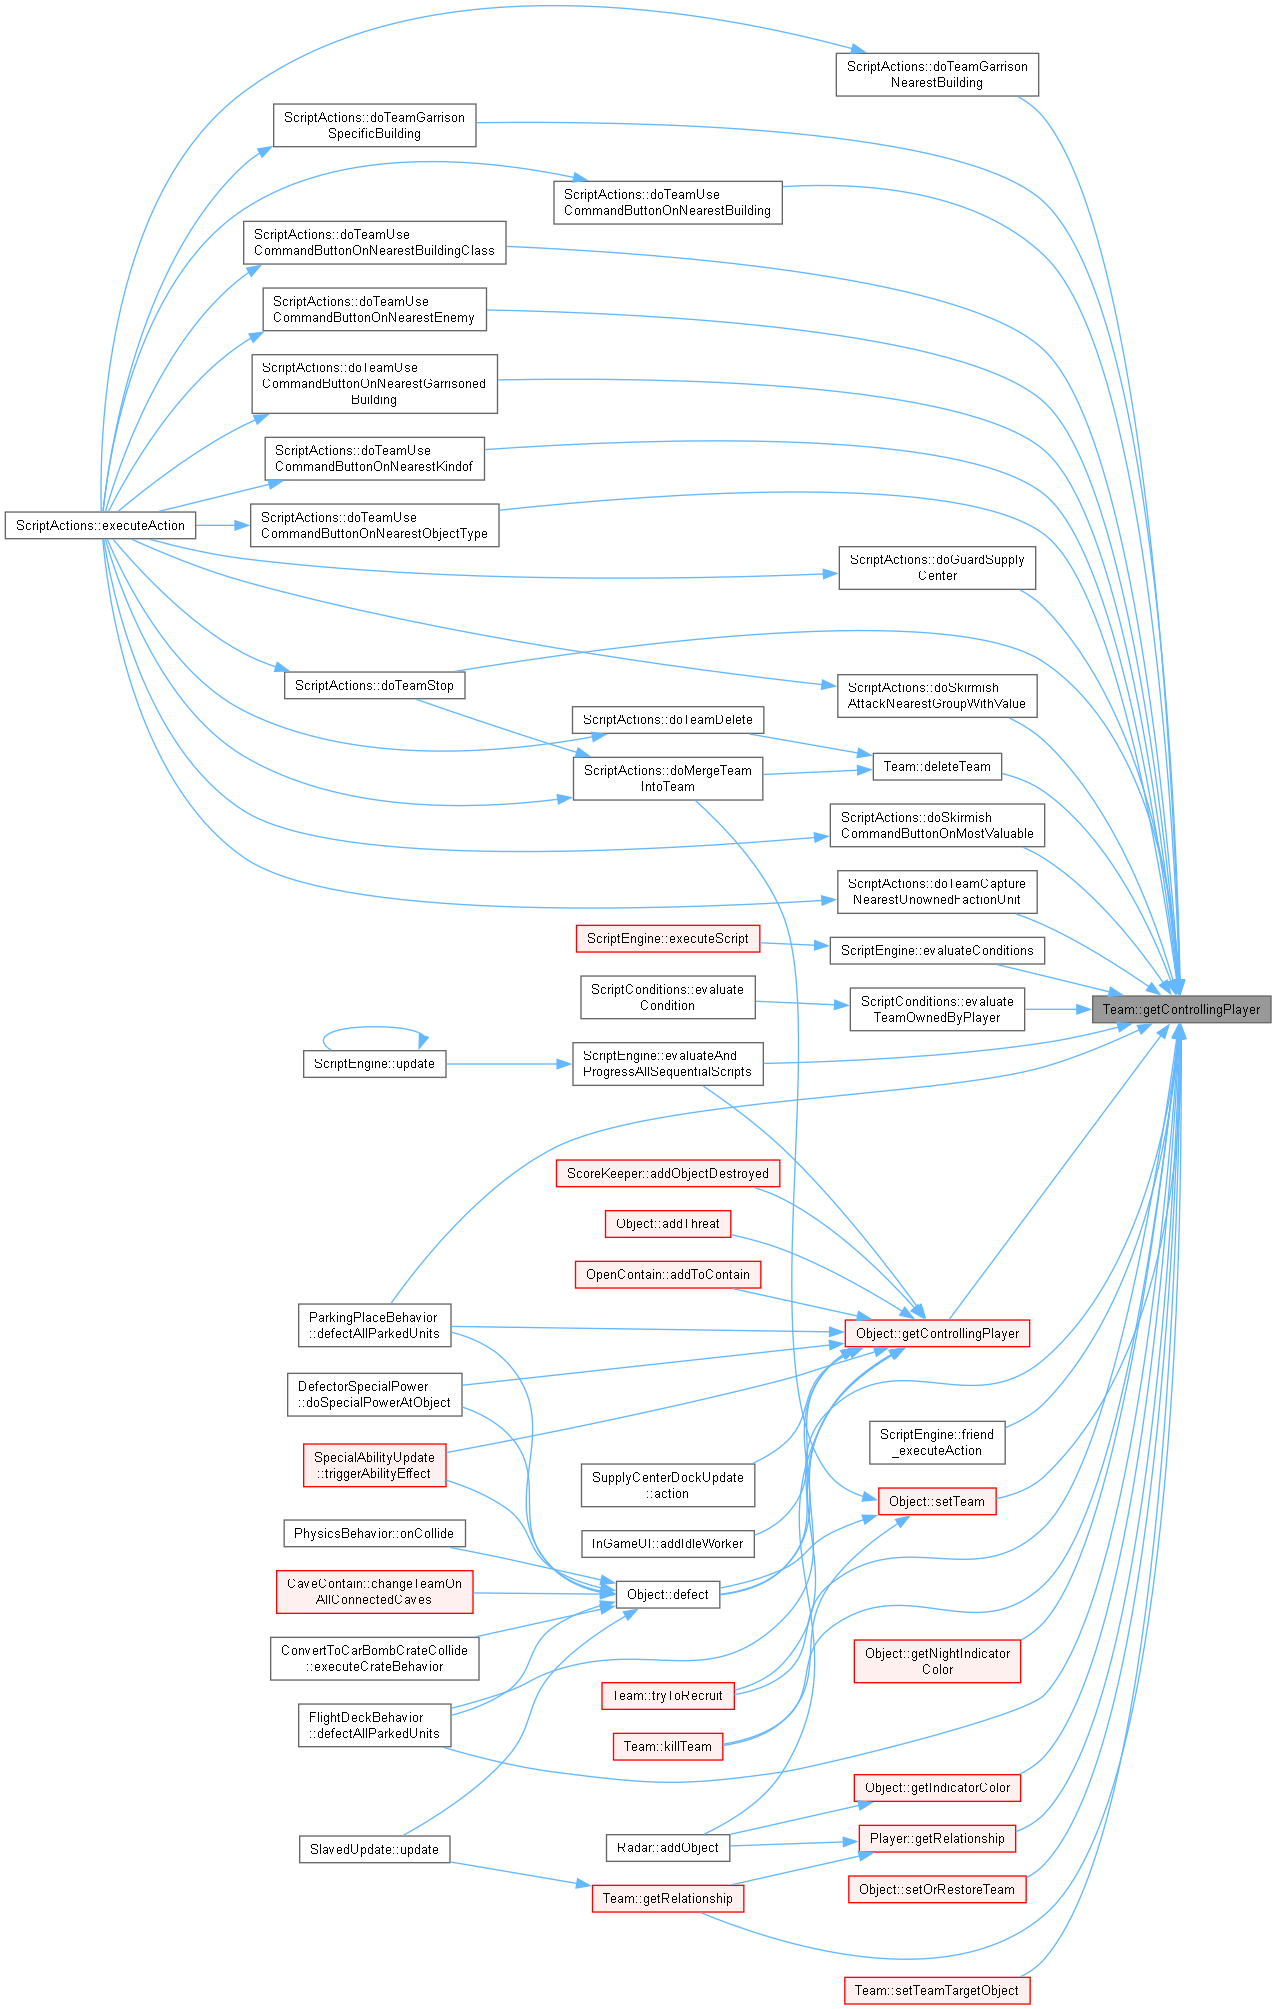 ScriptActions::doTeamGarrison
NearestBuilding
ScriptActions::doTeamGarrison
SpecificBuilding
ScriptActions::doTeamUse
CommandButtonOnNearestBuilding
ScriptActions::doTeamUse
CommandButtonOnNearestBuildingClass
ScriptActions::doTeamUse
CommandButtonOnNearestEnemy
ScriptActions::doTeamUse
CommandButtonOnNearestGarrisoned
Building
ScriptActions::doTeamUse
CommandButtonOnNearestKindof
ScriptActions::executeAction
ScriptActions::doTeamUse
CommandButtonOnNearestObjectType
ScriptActions::doGuardSupply
Center
ScriptActions::doTeamStop
ScriptActions::doSkirmish
AttackNearestGroupWithValue
ScriptActions::doTeamDelete
Team::deleteTeam
ScriptActions::doMergeTeam
IntoTeam
ScriptActions::doSkirmish
CommandButtonOnMostValuable
ScriptActions::doTeamCapture
NearestUnownedFactionUnit
ScriptEngine::executeScript
ScriptEngine::evaluateConditions
ScriptConditions::evaluate
Condition
ScriptConditions::evaluate
TeamOwnedByPlayer
Team::getControllingPlayer
ScriptEngine::update
ScriptEngine::evaluateAnd
ProgressAllSequentialScripts
ScoreKeeper::addObjectDestroyed
Object::addThreat
OpenContain::addToContain
ParkingPlaceBehavior
::defectAllParkedUnits
Object::getControllingPlayer
DefectorSpecialPower
::doSpecialPowerAtObject
ScriptEngine::friend
_executeAction
SpecialAbilityUpdate
::triggerAbilityEffect
SupplyCenterDockUpdate
::action
Object::setTeam
PhysicsBehavior::onCollide
InGameUI::addIdleWorker
CaveContain::changeTeamOn
AllConnectedCaves
Object::defect
ConvertToCarBombCrateCollide
::executeCrateBehavior
Object::getNightIndicator
Color
Team::tryToRecruit
FlightDeckBehavior
::defectAllParkedUnits
Team::killTeam
Object::getIndicatorColor
SlavedUpdate::update
Radar::addObject
Player::getRelationship
Team::getRelationship
Object::setOrRestoreTeam
Team::setTeamTargetObject